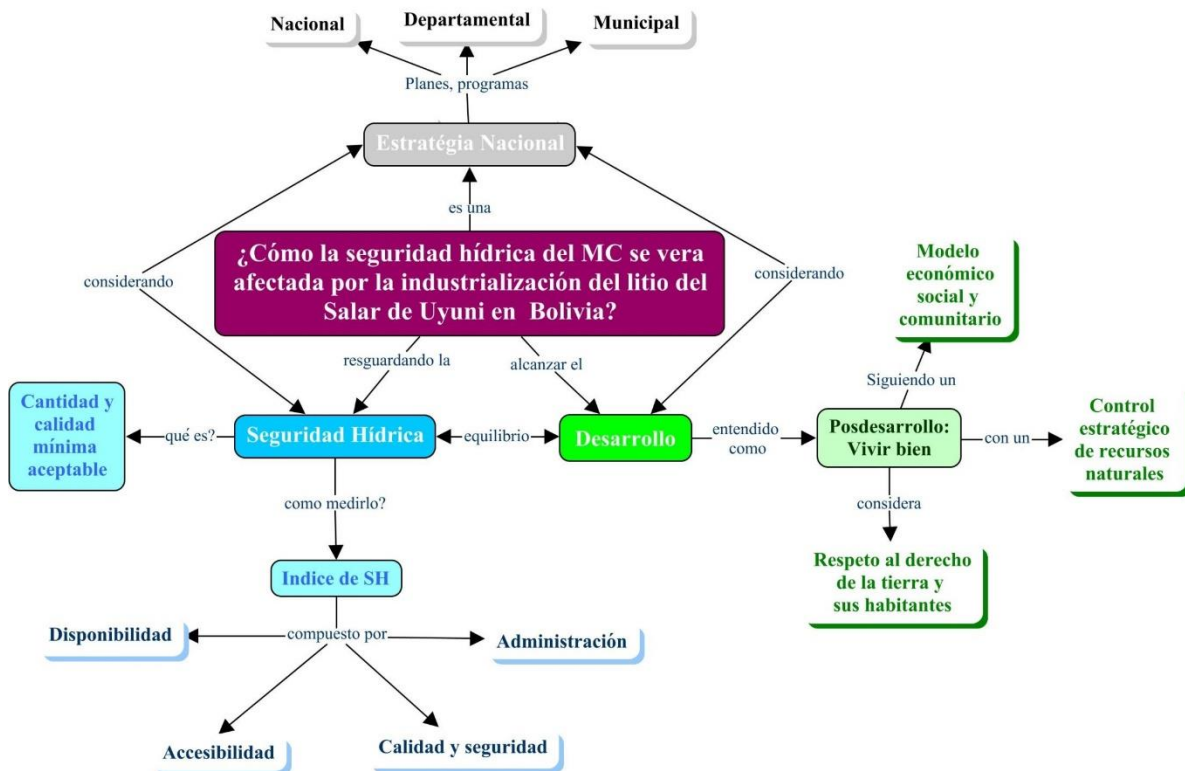 Nacional
Departamental
Municipal
Planes, programas
Estratégia Nacional
es una
considerando
considerando
¿Cómo la seguridad hídrica del MC se vera
afectada por la industrialización del litio del
Salar de Uyuni en Bolivia?
Modelo
económico
social y
comunitario
resguardando la
alcanzar el
Siguiendo un
Cantidad y
calidad
mínima
aceptable
qué es?
Seguridad Hídrica
equilibrio
Desarrollo
entendido
como
Posdesarrollo:
Vivir bien
con un
Control
estratégico
de recursos
naturales
como medirlo?
considera
Respeto al derecho
de la tierra y
sus habitantes
Indice de SH
Disponibilidad
compuesto por
Administración
Accesibilidad
Calidad y seguridad